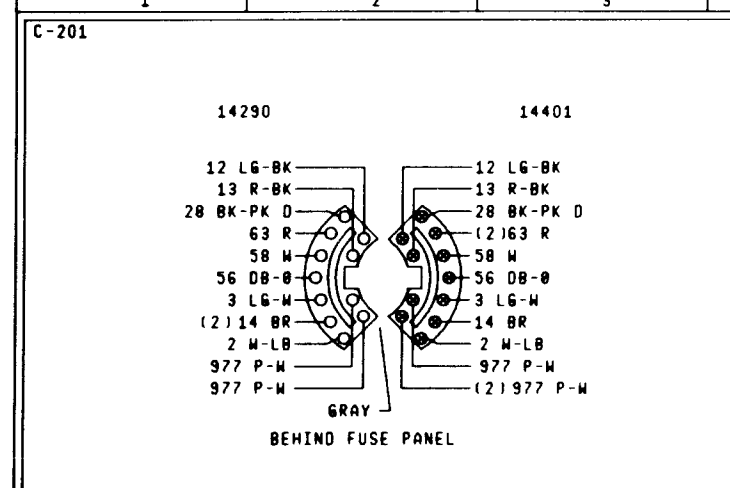 1 2 3
C-201
14290 14401
12 LG-BK 12 LG-BK
13 R-BK 13 R-BK
28 BK-PK D 28 BK-PK D
63 R (2)63 R
58 W 58 W
56 DB-0 56 DB-0
3 LG-W 3 LG-W
(2)14 BR 14 BR
2 W-LB 2 W-LB
977 P-W 977 P-W
977 P-W (2)977 P-W
GRAY
BEHIND FUSE PANEL